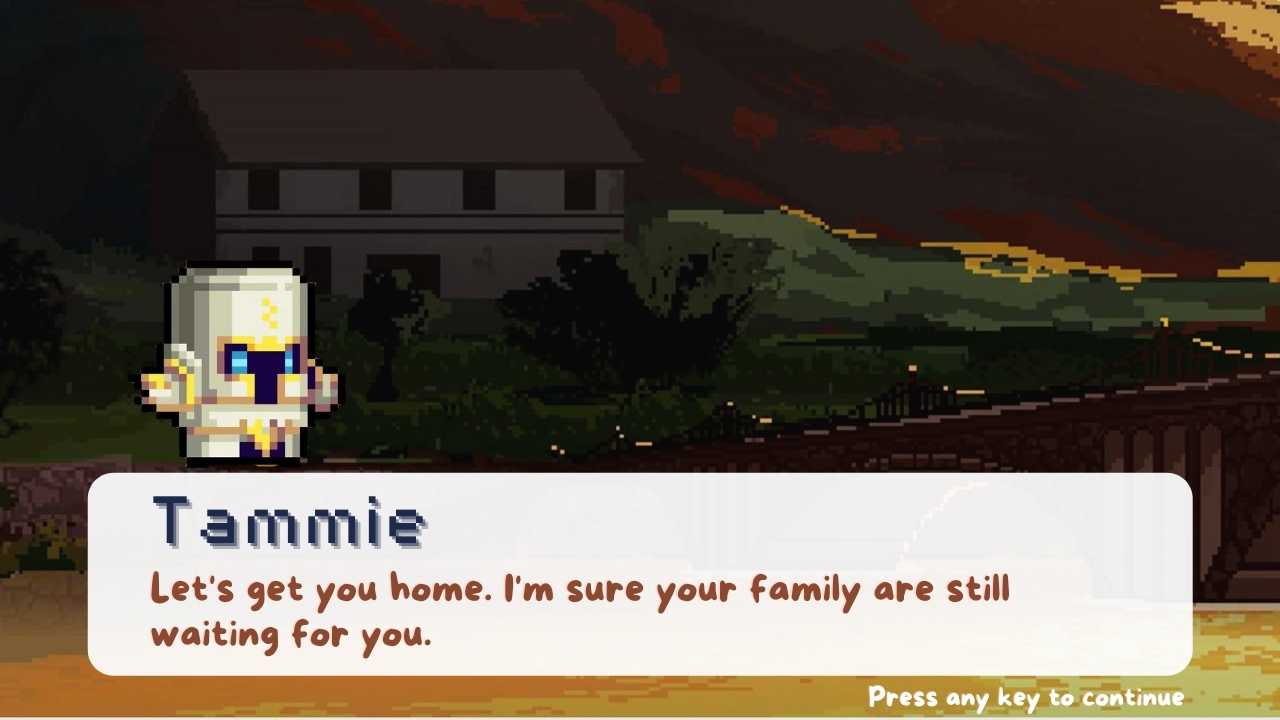 Tammie
Let's get you home. I'm sure your family are still
waiting for you.
Press any key to continue